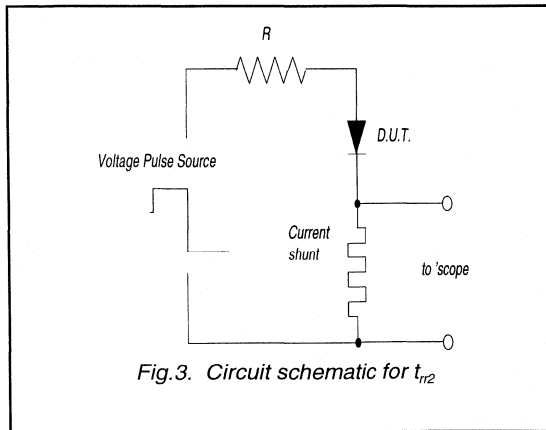 R
D.U.T.
Voltage Pulse Source
Current
shunt
to 'scope
Fig.3. Circuit schematic for trr2